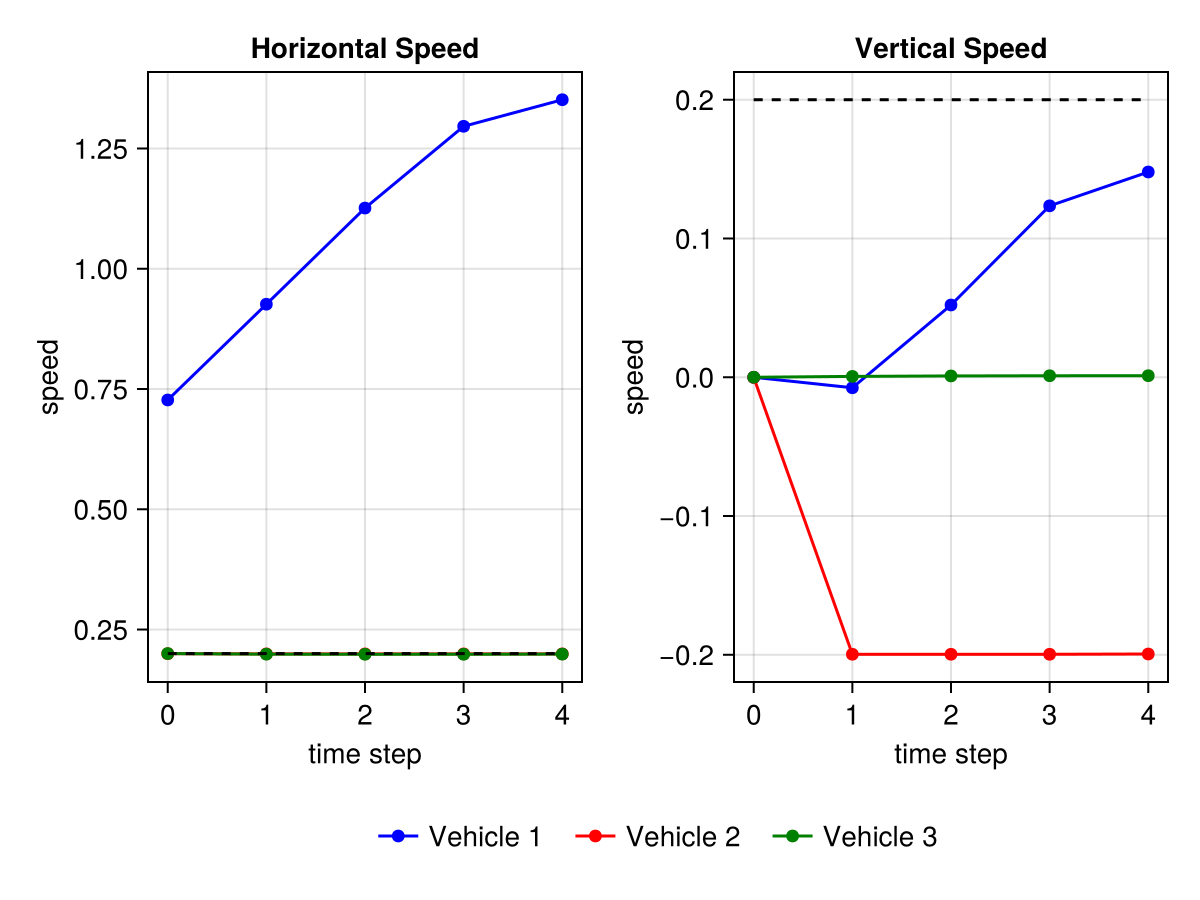 Horizontal Speed
1.25
1.00
0.75
0.50
0.25
speed
0 1 2 3 4
time step
Vertical Speed
0.2
0.1
0.0
−0.1
−0.2
speed
0 1 2 3 4
time step
Vehicle 1 Vehicle 2 Vehicle 3